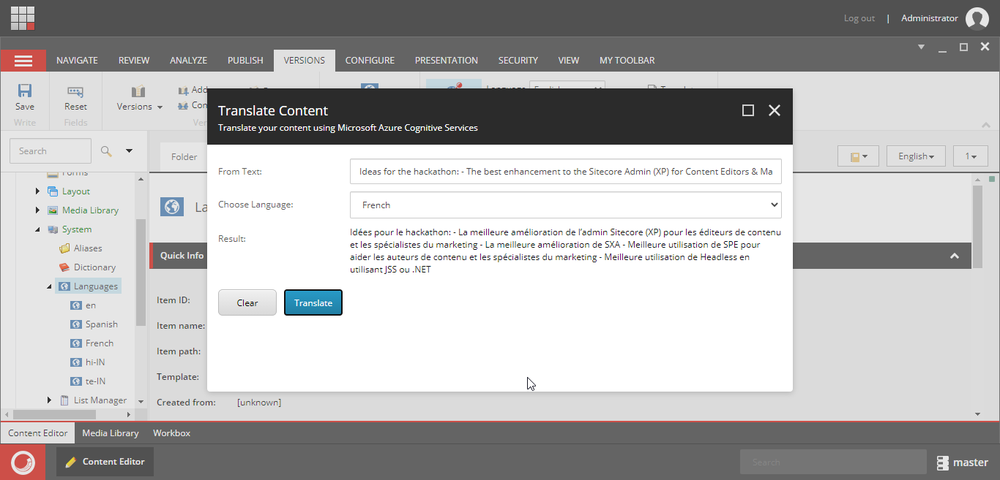 Log out | Administrator
NAVIGATE REVIEW ANALYZE PUBLISH VERSIONS CONFIGURE PRESENTATION SECURITY VIEW MY TOOLBAR
Save
Write
Reset
Fields
Versions
Translate Content
Translate your content using Microsoft Azure Cognitive Services
Search
Folder
English
1
From Text: Ideas for the hackathon: - The best enhancement to the Sitecore Admin (XP) for Content Editors & Ma
Choose Language: French
Result:
Idées pour le hackathon: - La meilleure amélioration de l'admin Sitecore (XP) pour les éditeurs de contenu
et les spécialistes du marketing - La meilleure amélioration de SXA - Meilleure utilisation de SPE pour
aider les auteurs de contenu et les spécialistes du marketing - Meilleure utilisation de Headless en
utilisant JSS ou .NET
Clear Translate
Forms
Layout
Media Library
System
Aliases
Dictionary
Languages
en
Spanish
French
hi-IN
te-IN
List Manager
Quick Info
Item ID:
Item name:
Item path:
Template:
Created from: [unknown]
Content Editor Media Library Workbox
Content Editor
Search
master